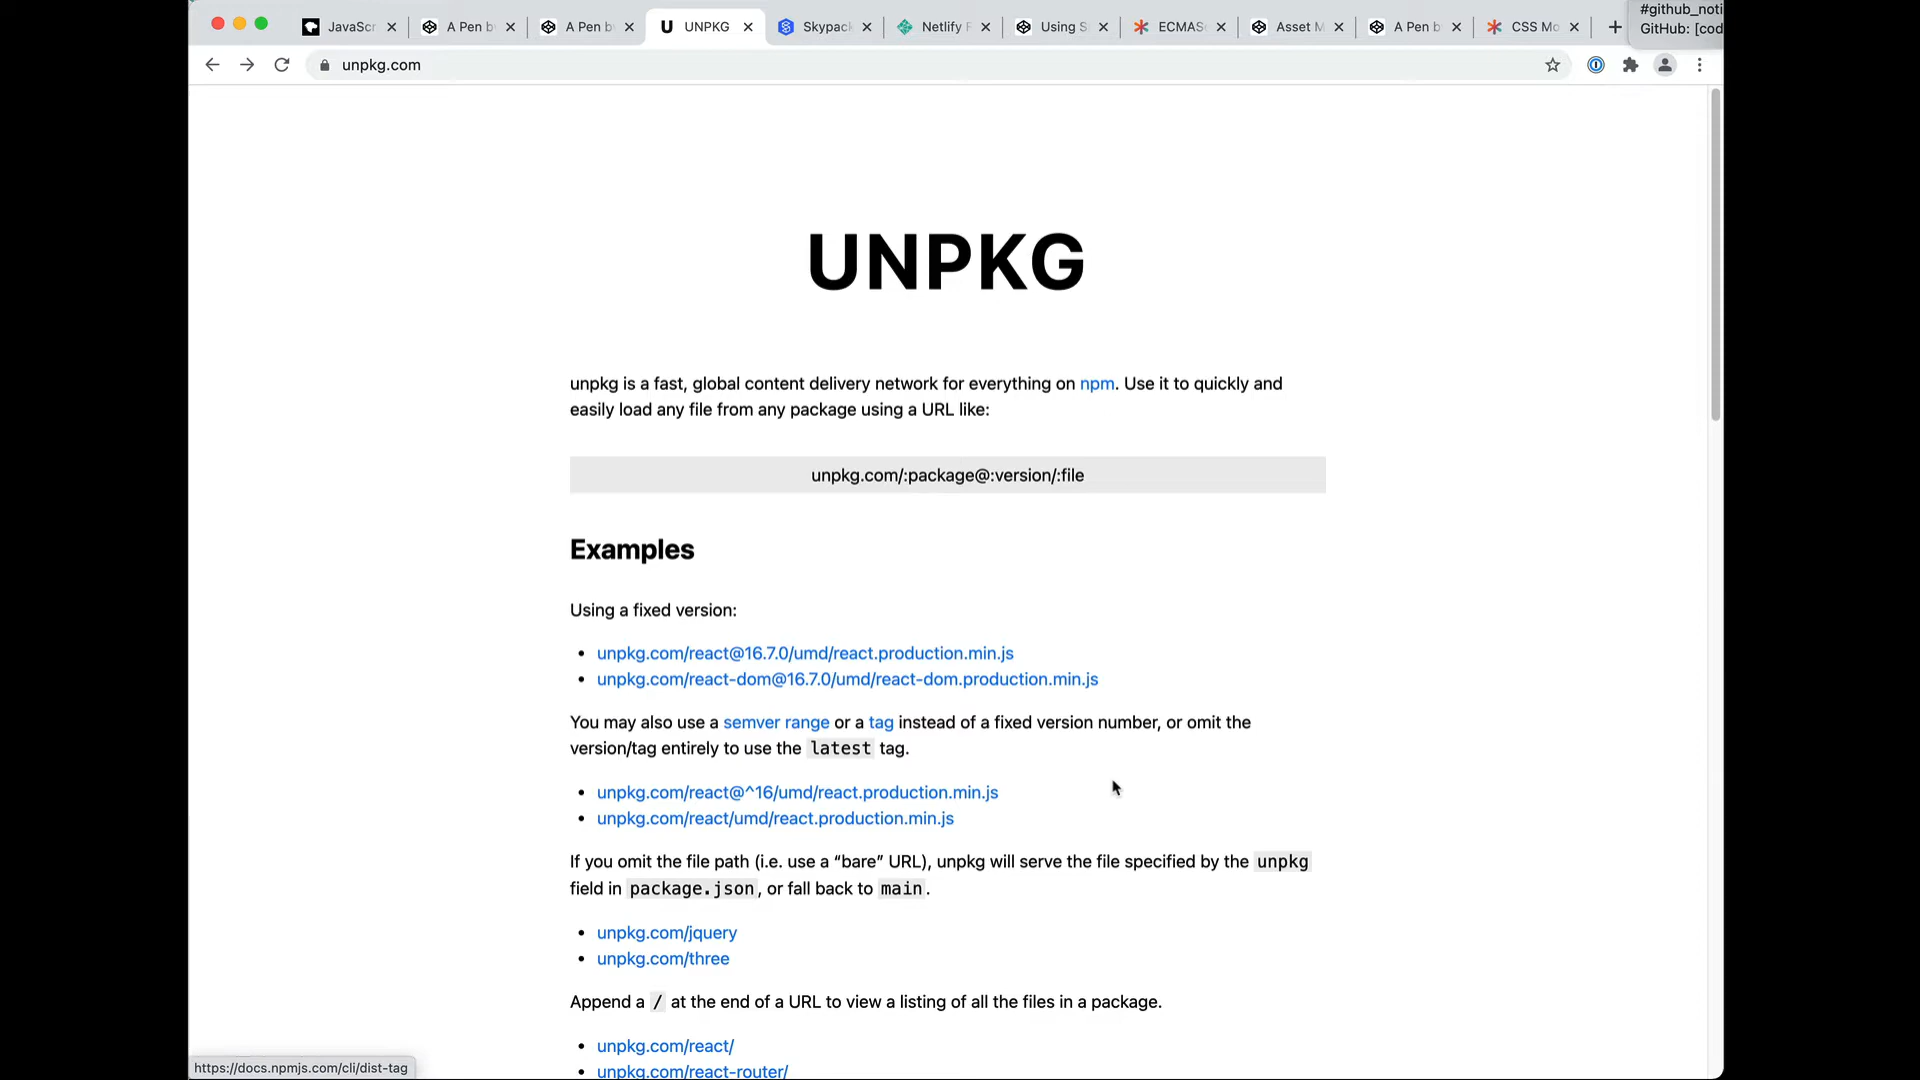 JavaScr
A Pen b
A Pen b
UNPKG
Skypack
Netlify F
Using S
ECMAS
Asset M
A Pen b
CSS Mo
#github_noti
GitHub: [cod
unpkg.com
UNPKG
unpkg is a fast, global content delivery network for everything on npm. Use it to quickly and
easily load any file from any package using a URL like:
unpkg.com/:package@:version/:file
Examples
Using a fixed version:
• unpkg.com/react@16.7.0/umd/react.production.min.js
• unpkg.com/react-dom@16.7.0/umd/react-dom.production.min.js
You may also use a semver range or a tag instead of a fixed version number, or omit the
version/tag entirely to use the latest tag.
• unpkg.com/react@^16/umd/react.production.min.js
• unpkg.com/react/umd/react.production.min.js
If you omit the file path (i.e. use a “bare” URL), unpkg will serve the file specified by the unpkg
field in package.json, or fall back to main.
• unpkg.com/jquery
• unpkg.com/three
Append a / at the end of a URL to view a listing of all the files in a package.
• unpkg.com/react/
• unpkg.com/react-router/
https://docs.npmjs.com/cli/dist-tag